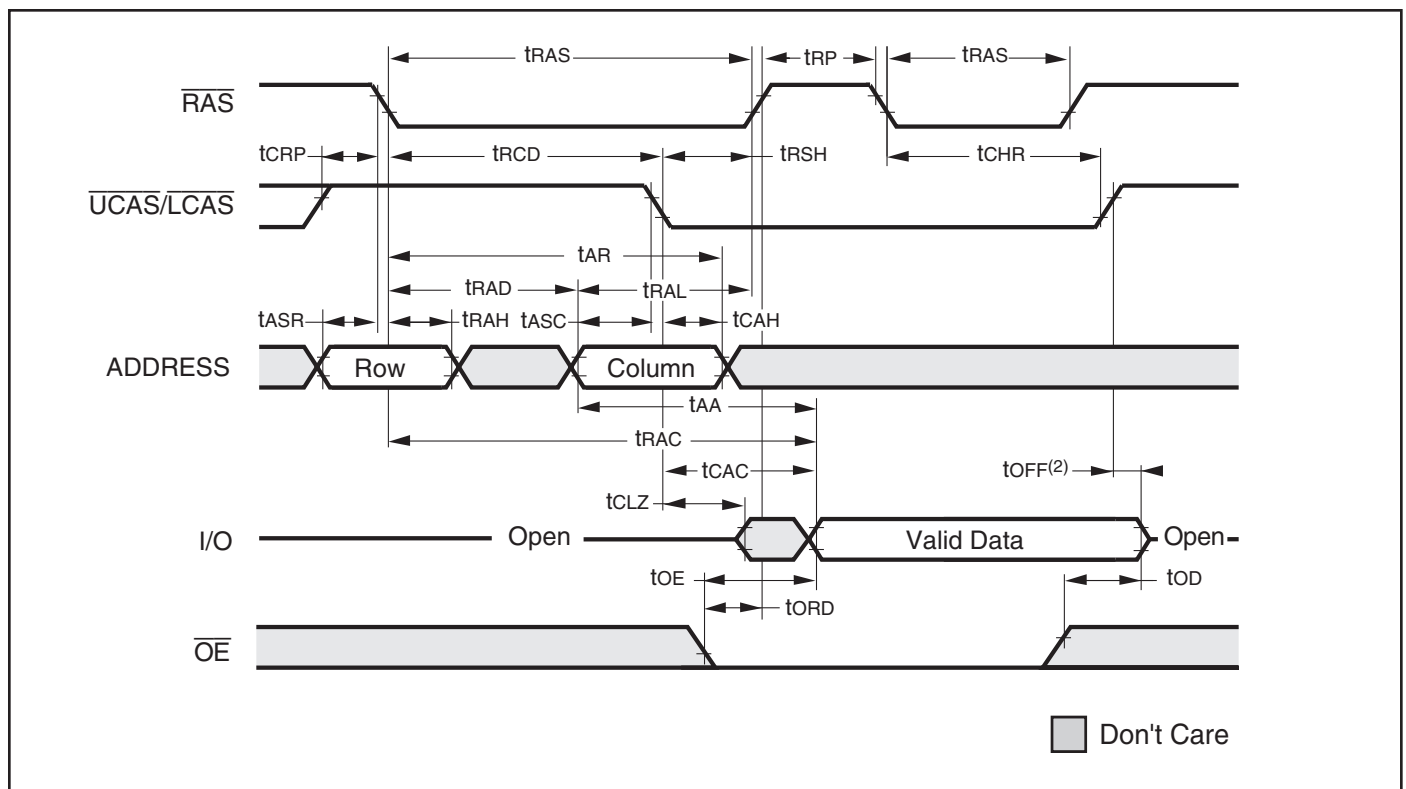 tRAS tRP tRAS
RAS
tCRP tRCD tRSH tCHR
UCAS/LCAS
tAR
tRAD tRAL
tASR tRAH tASC tCAH
ADDRESS Row Column
tAA
tRAC
tCAC tOFF(2)
tCLZ
I/O Open Valid Data Open
tOE tOD
tORD
OE
Don't Care